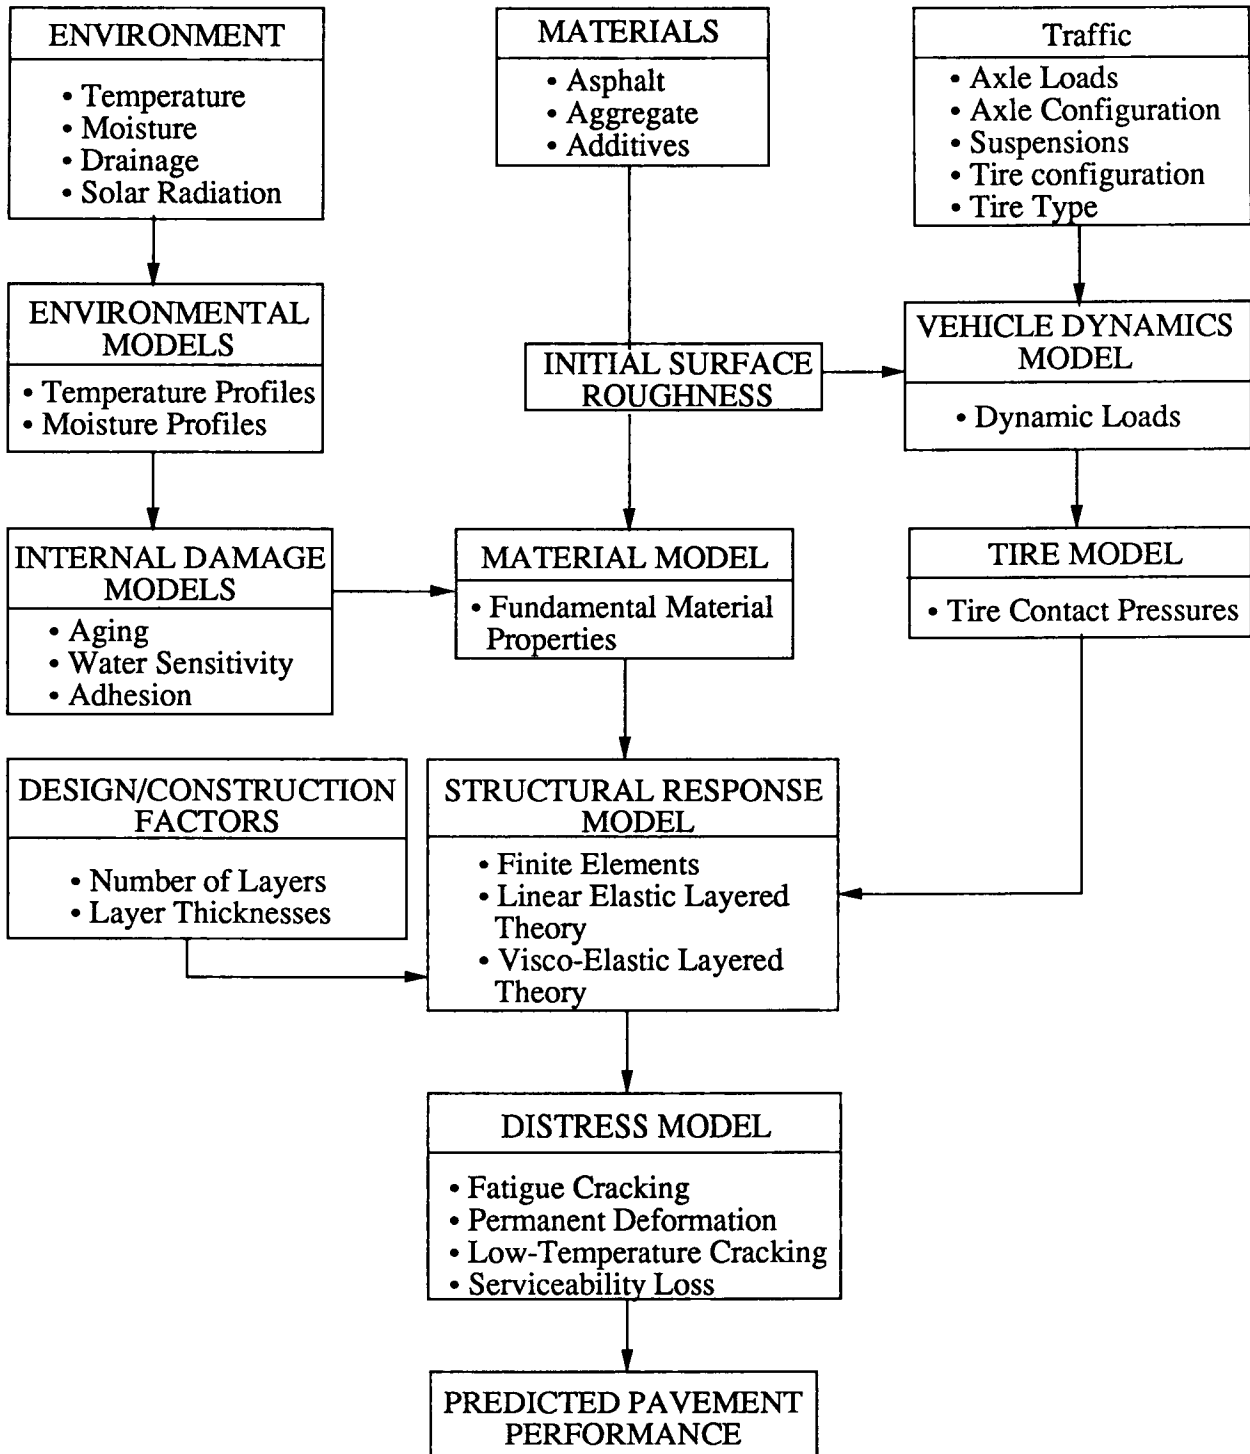 ENVIRONMENT
• Temperature
• Moisture
• Drainage
• Solar Radiation
MATERIALS
• Asphalt
• Aggregate
• Additives
Traffic
• Axle Loads
• Axle Configuration
• Suspensions
• Tire configuration
• Tire Type
ENVIRONMENTAL
MODELS
• Temperature Profiles
• Moisture Profiles
INITIAL SURFACE
ROUGHNESS
VEHICLE DYNAMICS
MODEL
• Dynamic Loads
INTERNAL DAMAGE
MODELS
• Aging
• Water Sensitivity
• Adhesion
MATERIAL MODEL
• Fundamental Material
Properties
TIRE MODEL
• Tire Contact Pressures
DESIGN/CONSTRUCTION
FACTORS
• Number of Layers
• Layer Thicknesses
STRUCTURAL RESPONSE
MODEL
• Finite Elements
• Linear Elastic Layered
Theory
• Visco-Elastic Layered
Theory
DISTRESS MODEL
• Fatigue Cracking
• Permanent Deformation
• Low-Temperature Cracking
• Serviceability Loss
PREDICTED PAVEMENT
PERFORMANCE